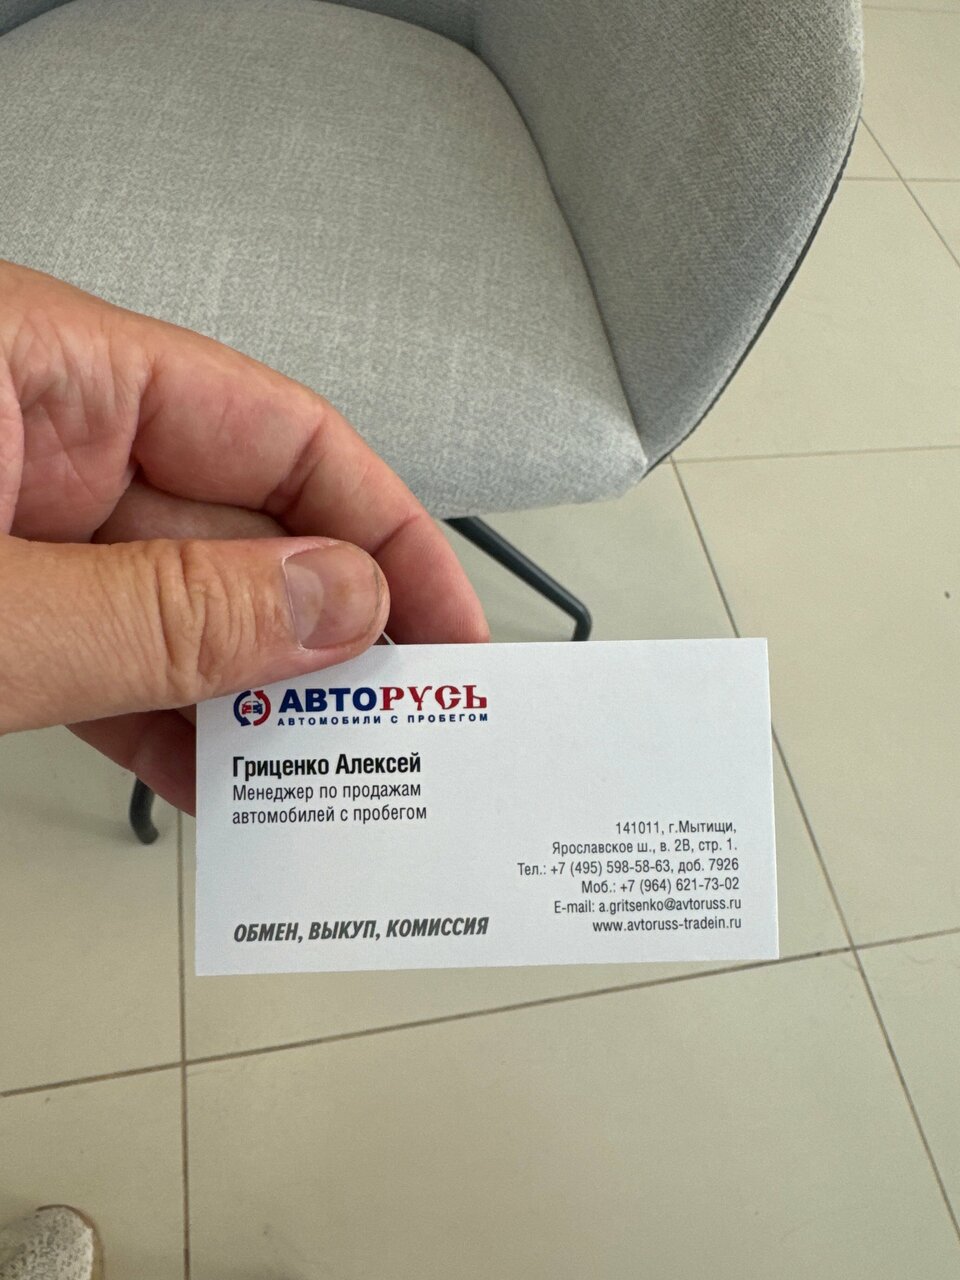 АВТОРУСЬ
АВТОМОБИЛИ С ПРОБЕГОМ
Гриценко Алексей
Менеджер по продажам
автомобилей с пробегом
141011, г.Мытищи,
Ярославское ш., в. 2В, стр. 1.
Тел.: +7 (495) 598-58-63, доб. 7926
Моб.: +7 (964) 621-73-02
E-mail: a.gritsenko@avtoruss.ru
www.avtoruss-tradein.ru
ОБМЕН, ВЫКУП, КОМИССИЯ